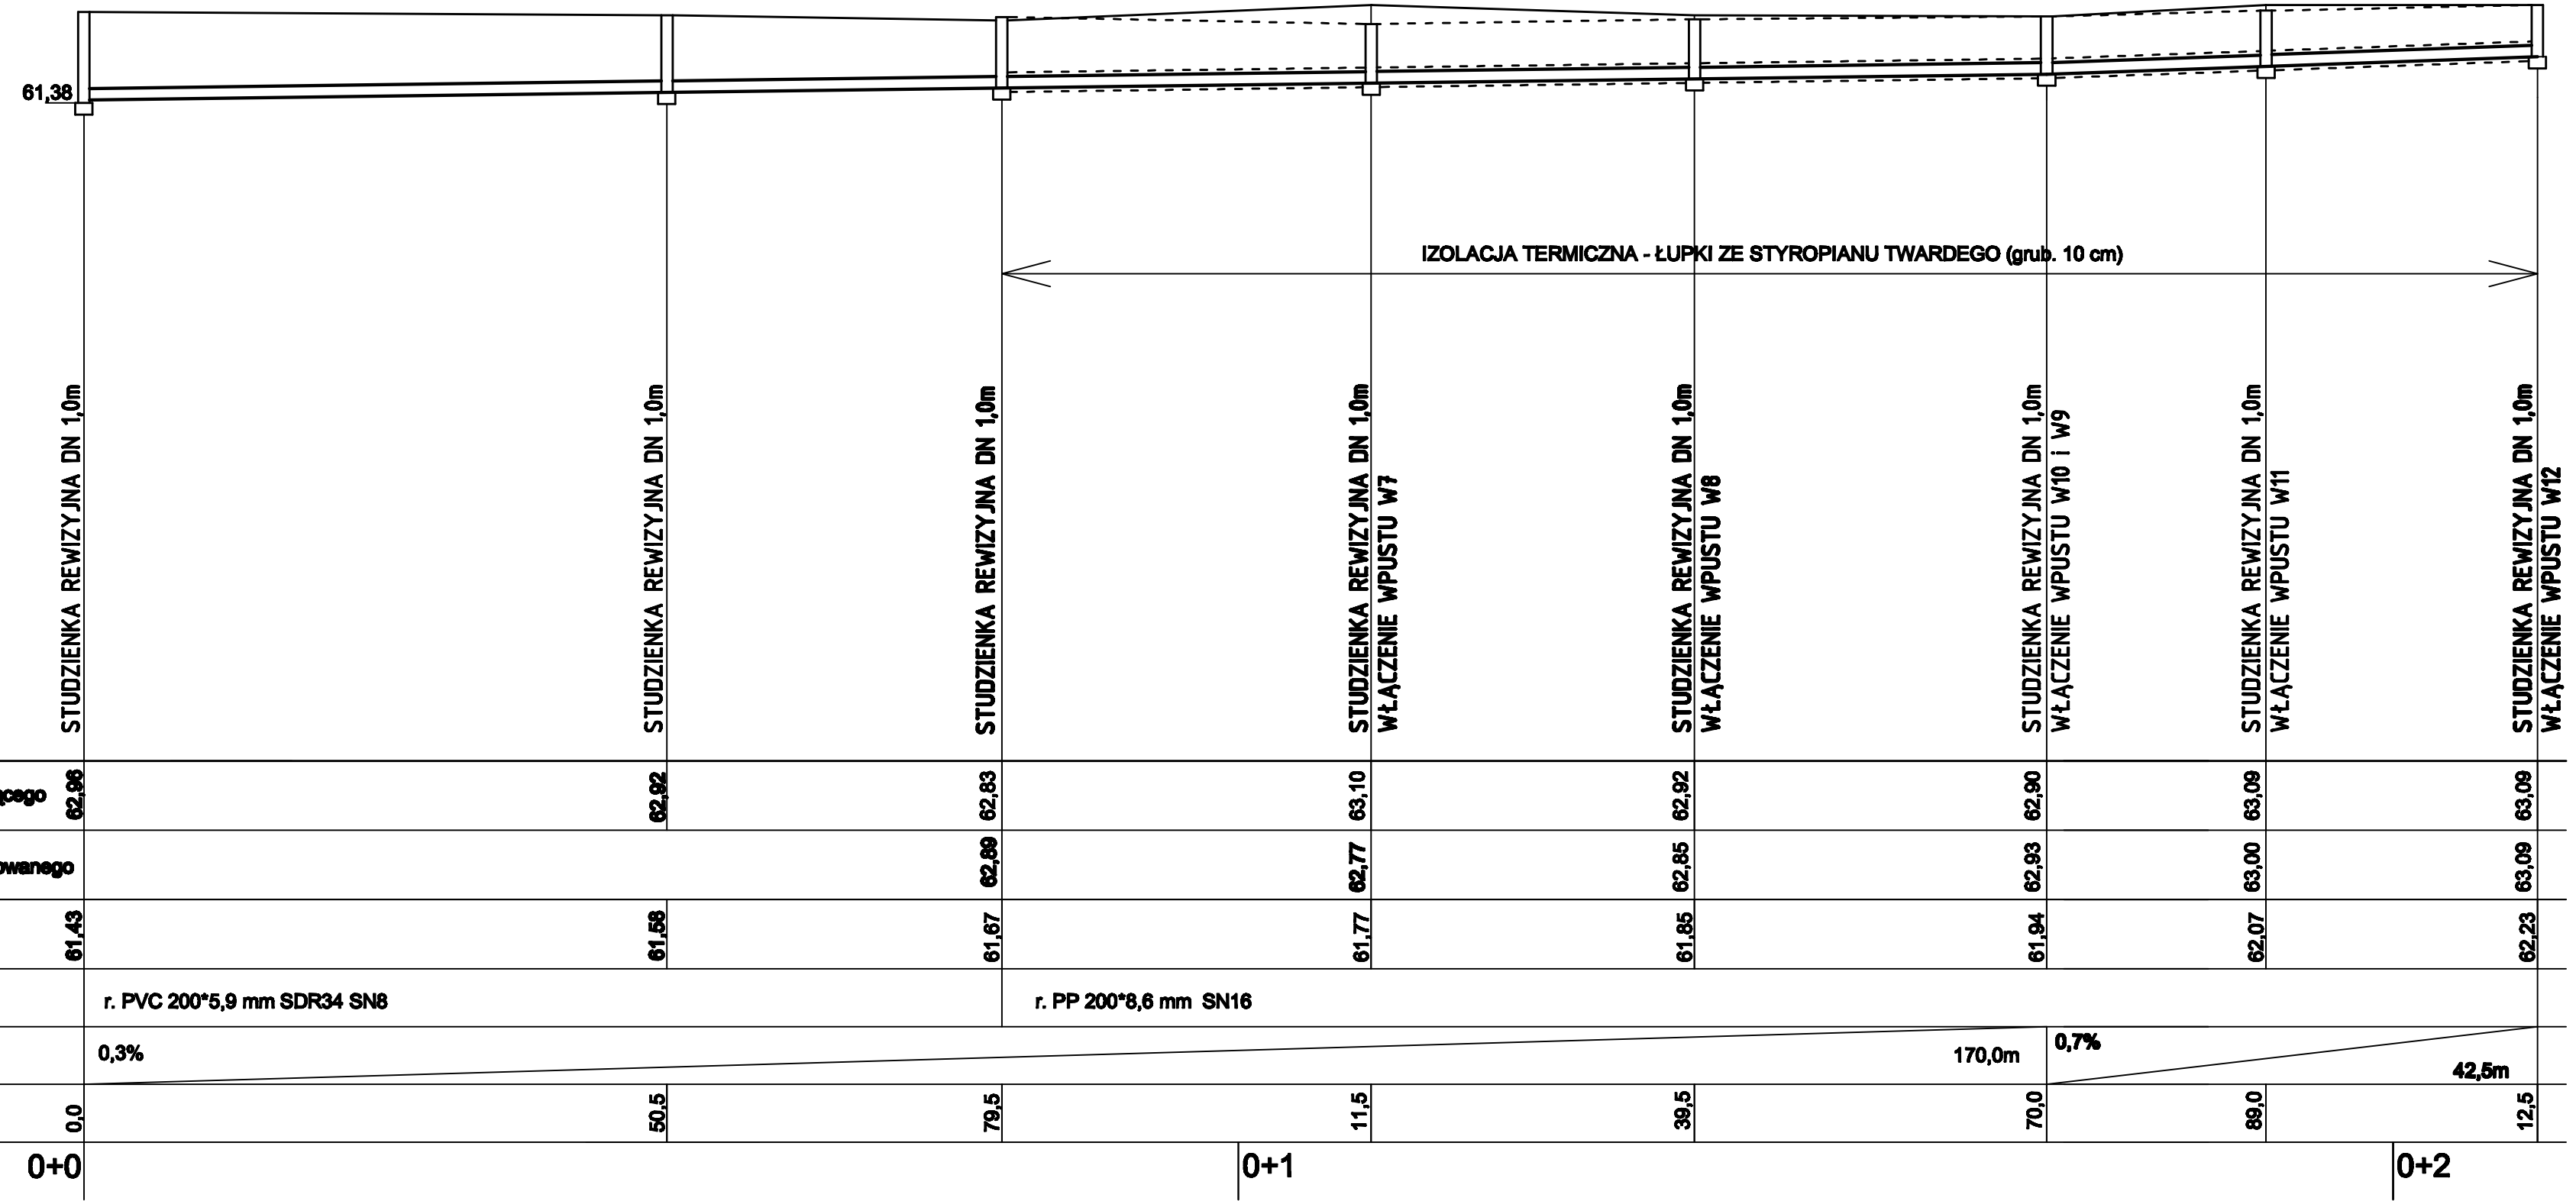 61,38
IZOLACJA TERMICZNA - ŁUPKI ZE STYROPIANU TWARDEGO (grub. 10 cm)
STUDZIENKA REWIZYJNA DN 1,0m
STUDZIENKA REWIZYJNA DN 1,0m
STUDZIENKA REWIZYJNA DN 1,0m
STUDZIENKA REWIZYJNA DN 1,0m
WŁĄCZENIE WPUSTU W7
STUDZIENKA REWIZYJNA DN 1,0m
WŁĄCZENIE WPUSTU W8
STUDZIENKA REWIZYJNA DN 1,0m
WŁĄCZENIE WPUSTU W10 i W9
STUDZIENKA REWIZYJNA DN 1,0m
WŁĄCZENIE WPUSTU W11
STUDZIENKA REWIZYJNA DN 1,0m
WŁĄCZENIE WPUSTU W12
62,96 62,92 62,83 63,10 62,92 62,90 63,09 63,09
owanego 62,89 62,77 62,85 62,93 63,00 63,09
61,43 61,58 61,67 61,77 61,85 61,94 62,07 62,23
r. PVC 200*5,9 mm SDR34 SN8 r. PP 200*8,6 mm SN16
0,3% 170,0m 0,7% 42,5m
0,0 50,5 79,5 11,5 39,5 70,0 89,0 12,5
0+0 0+1 0+2